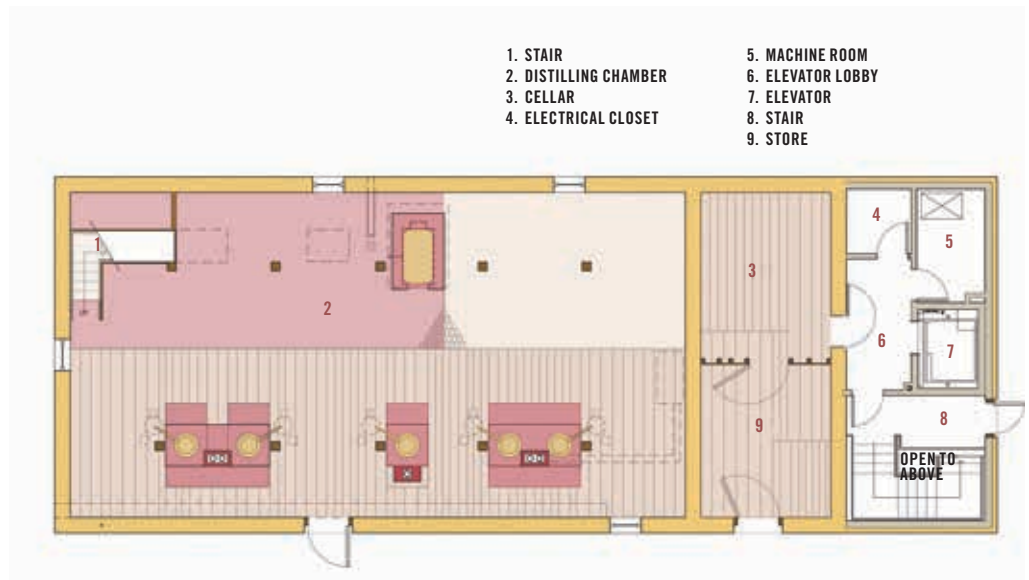 1. STAIR
2. DISTILLING CHAMBER
3. CELLAR
4. ELECTRICAL CLOSET
5. MACHINE ROOM
6. ELEVATOR LOBBY
7. ELEVATOR
8. STAIR
9. STORE
1
2
3
4
5
6
7
8
9
OPEN TO
ABOVE